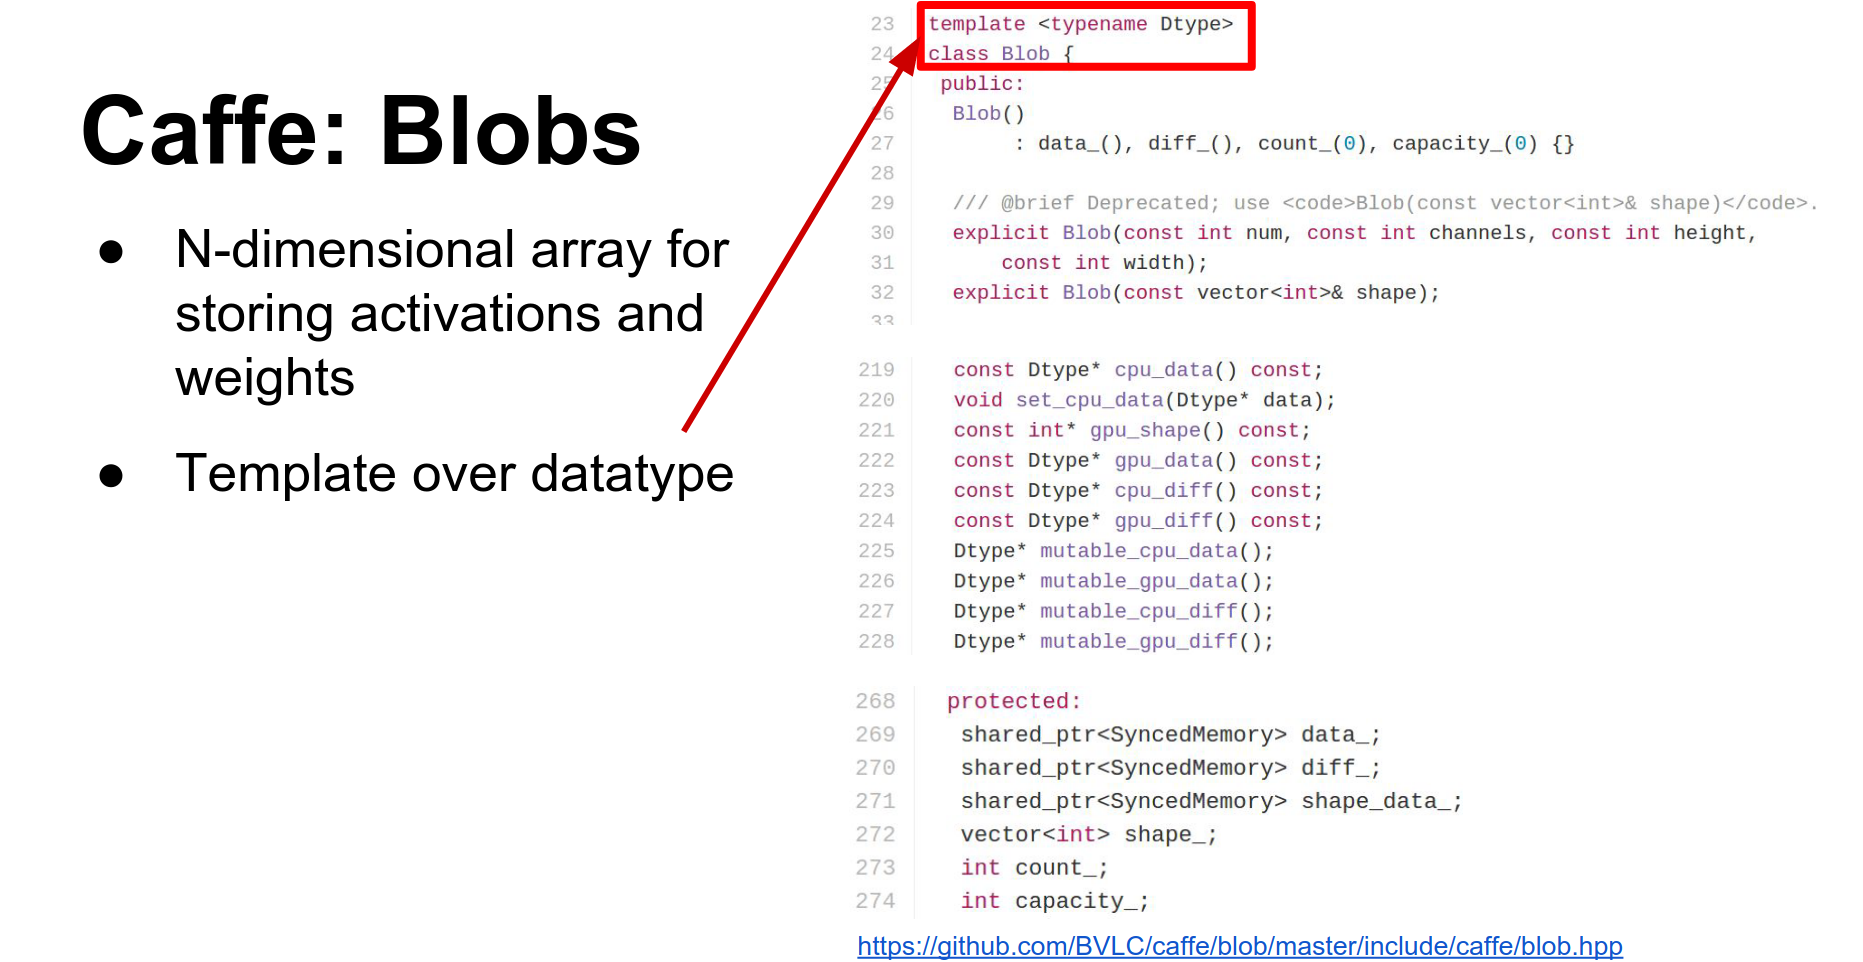 Caffe: Blobs
● N-dimensional array for
storing activations and
weights
● Template over datatype
23 template <typename Dtype>
24 class Blob {
25 public:
26 Blob()
27 : data_(), diff_(), count_(0), capacity_(0) {}
28
29 /// @brief Deprecated; use <code>Blob(const vector<int>& shape)</code>.
30 explicit Blob(const int num, const int channels, const int height,
31 const int width);
32 explicit Blob(const vector<int>& shape);
33
219 const Dtype* cpu_data() const;
220 void set_cpu_data(Dtype* data);
221 const int* gpu_shape() const;
222 const Dtype* gpu_data() const;
223 const Dtype* cpu_diff() const;
224 const Dtype* gpu_diff() const;
225 Dtype* mutable_cpu_data();
226 Dtype* mutable_gpu_data();
227 Dtype* mutable_cpu_diff();
228 Dtype* mutable_gpu_diff();
268 protected:
269 shared_ptr<SyncedMemory> data_;
270 shared_ptr<SyncedMemory> diff_;
271 shared_ptr<SyncedMemory> shape_data_;
272 vector<int> shape_;
273 int count_;
274 int capacity_;
https://github.com/BVLC/caffe/blob/master/include/caffe/blob.hpp